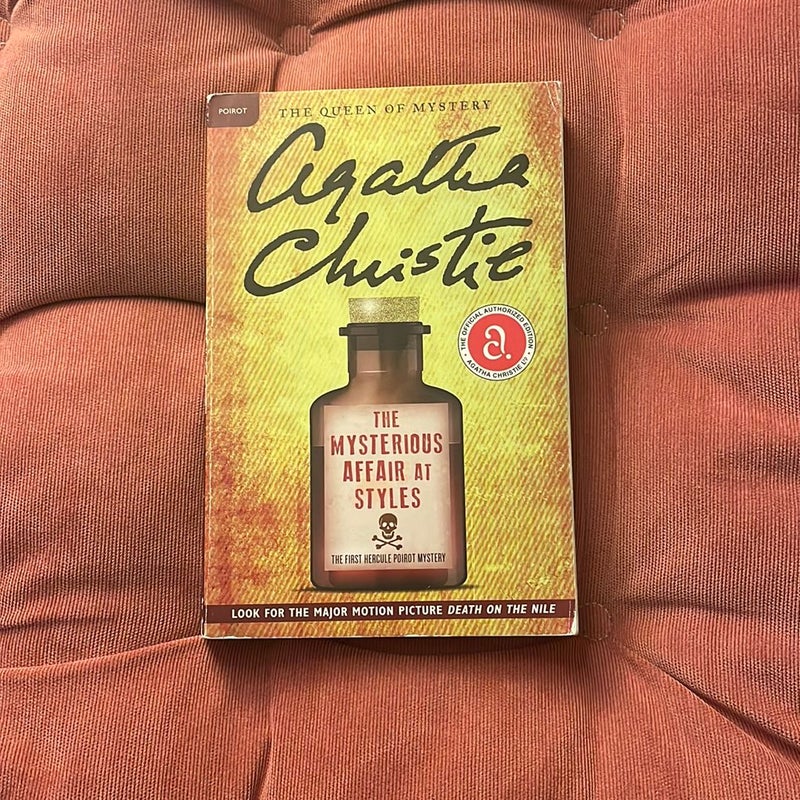 POIROT
THE QUEEN OF MYSTERY
Agatha
Christie
THE OFFICIAL AUTHORIZED EDITION
a.
AGATHA CHRISTIE LTD
THE
MYSTERIOUS
AFFAIR AT
STYLES
THE FIRST HERCULE POIROT MYSTERY
LOOK FOR THE MAJOR MOTION PICTURE DEATH ON THE NILE